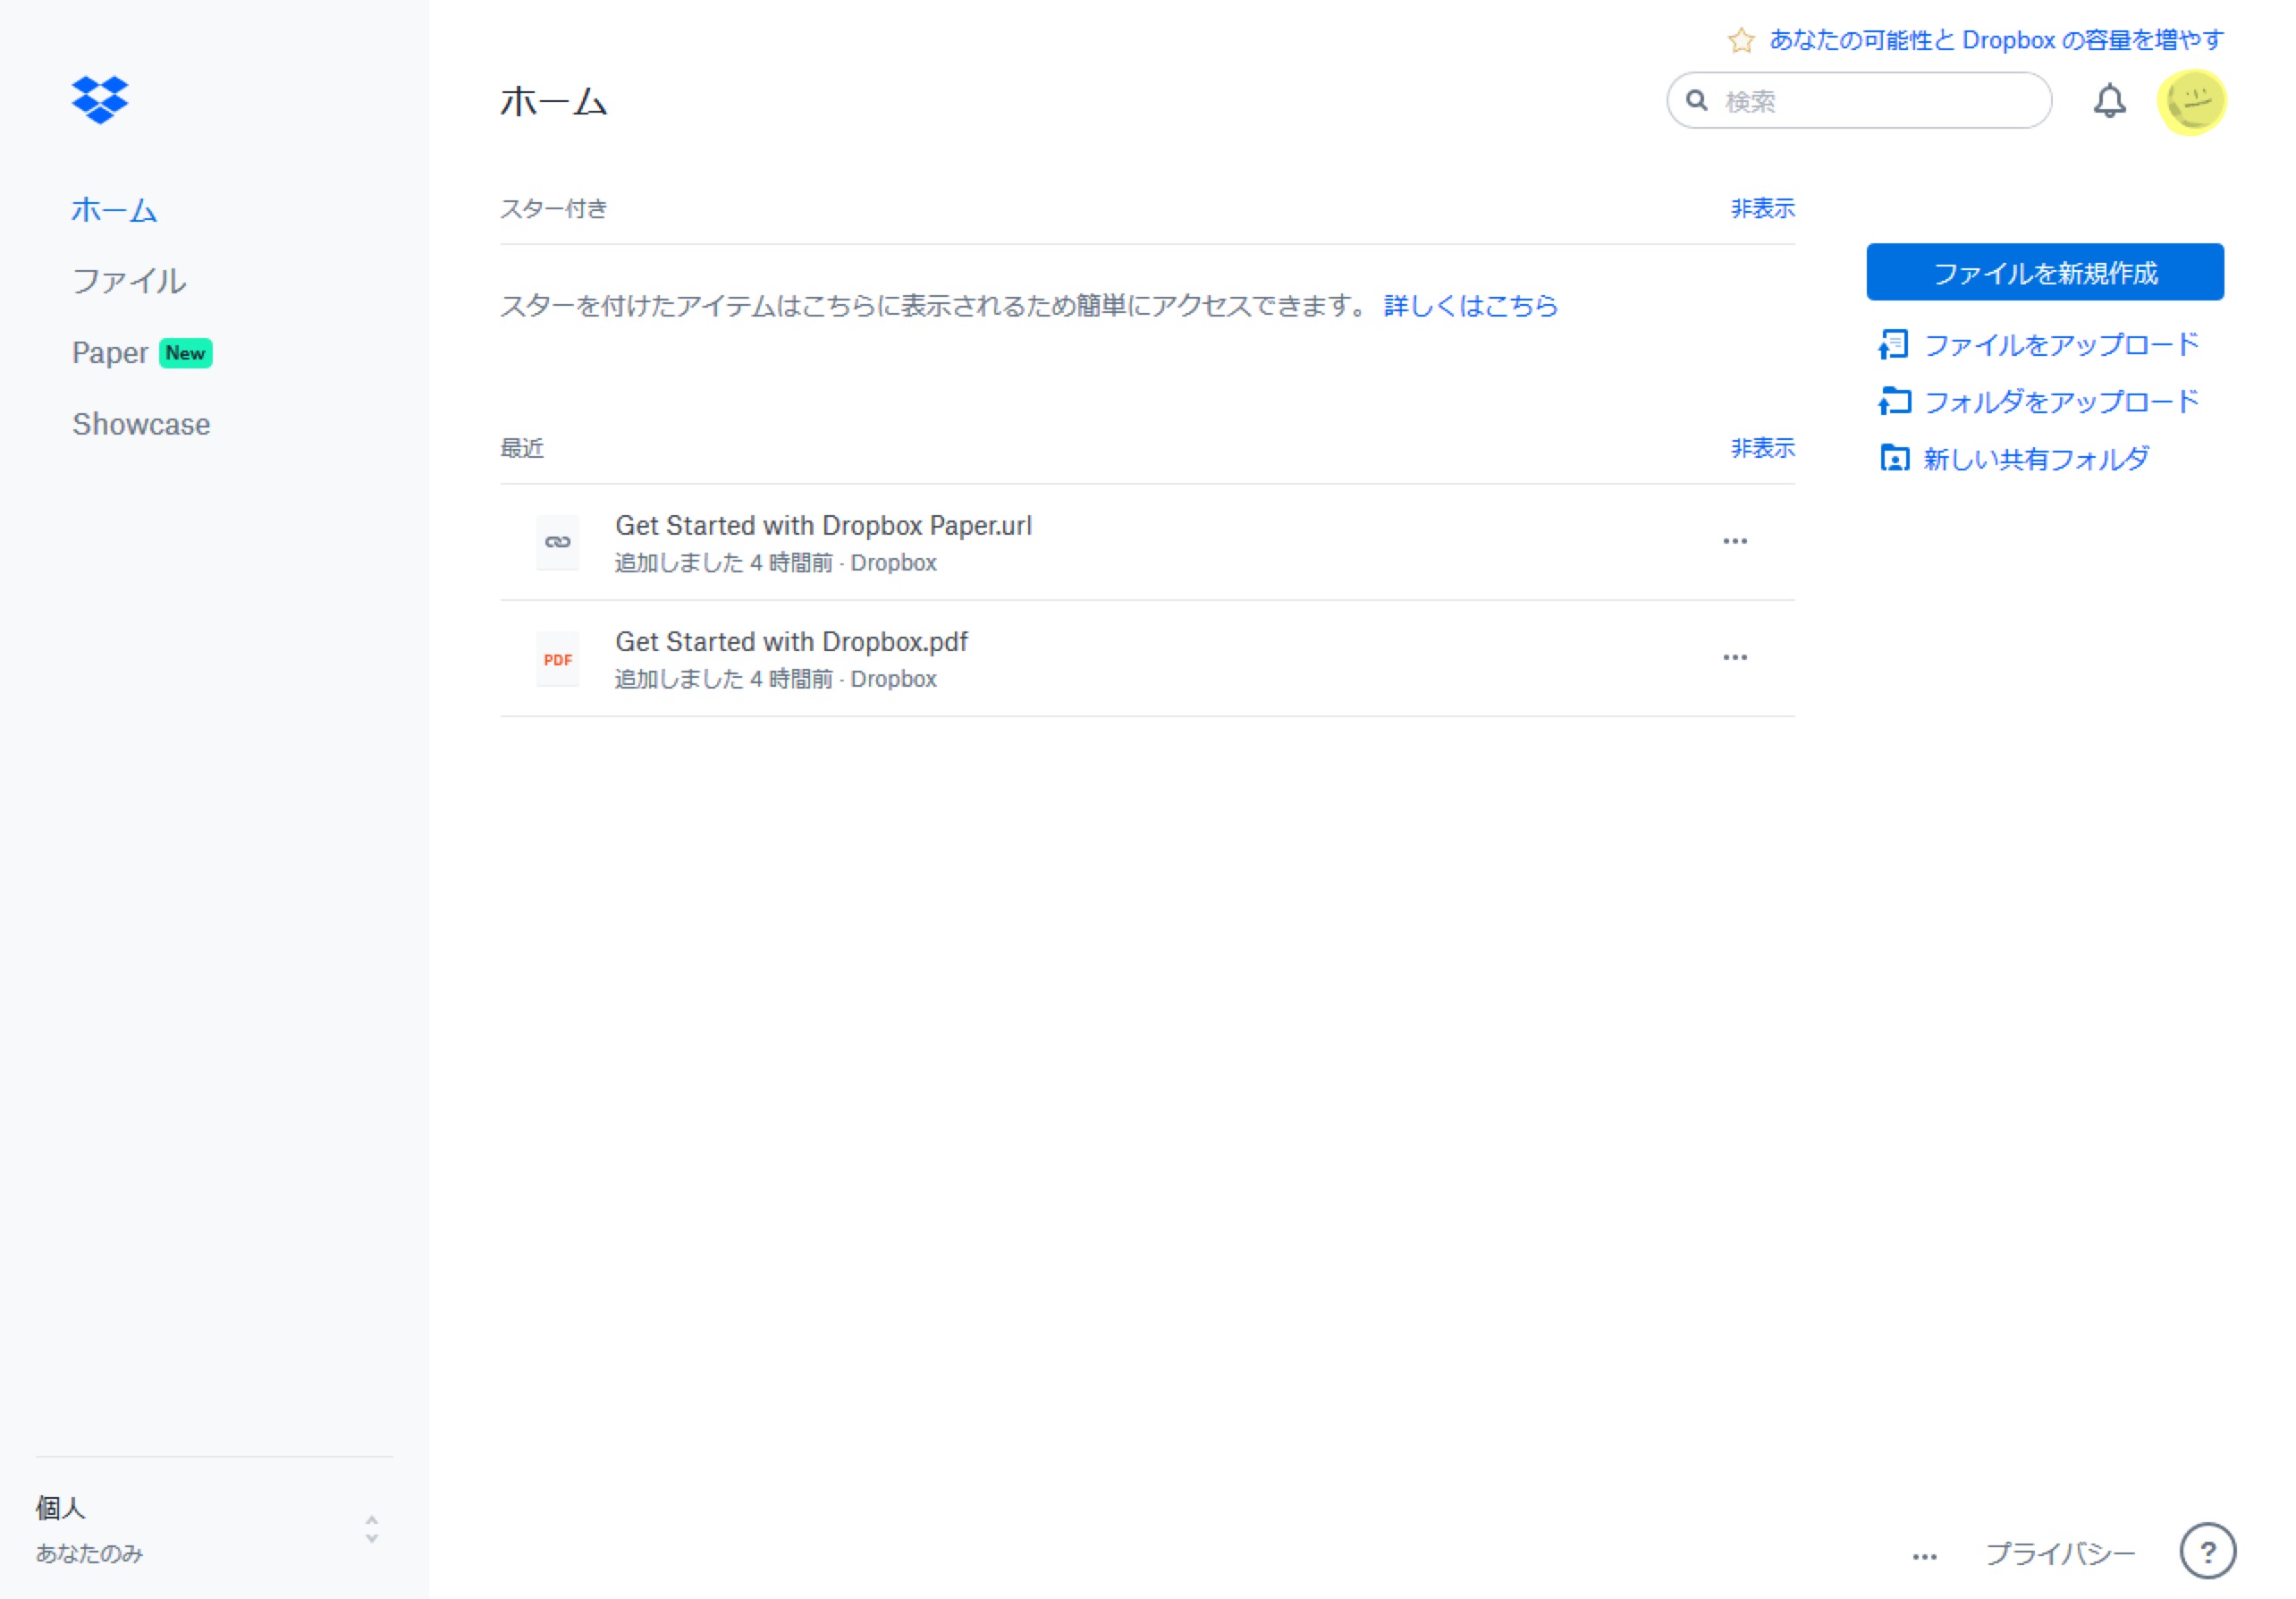 あなたの可能性と Dropbox の容量を増やす
ホーム
検索
ホーム
ファイル
Paper New
Showcase
スター付き
非表示
スターを付けたアイテムはこちらに表示されるため簡単にアクセスできます。 詳しくはこちら
最近
非表示
Get Started with Dropbox Paper.url
追加しました 4 時間前 · Dropbox
PDF
Get Started with Dropbox.pdf
追加しました 4 時間前 · Dropbox
ファイルを新規作成
ファイルをアップロード
フォルダをアップロード
新しい共有フォルダ
個人
あなたのみ
プライバシー
?